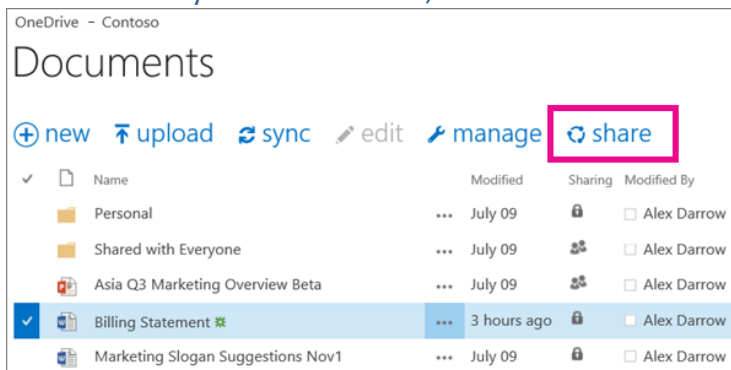 OneDrive - Contoso
Documents
new upload sync edit manage share
Name Modified Sharing Modified By
Personal ... July 09 Alex Darrow
Shared with Everyone ... July 09 Alex Darrow
Asia Q3 Marketing Overview Beta ... July 09 Alex Darrow
Billing Statement ... 3 hours ago Alex Darrow
Marketing Slogan Suggestions Nov1 ... July 09 Alex Darrow